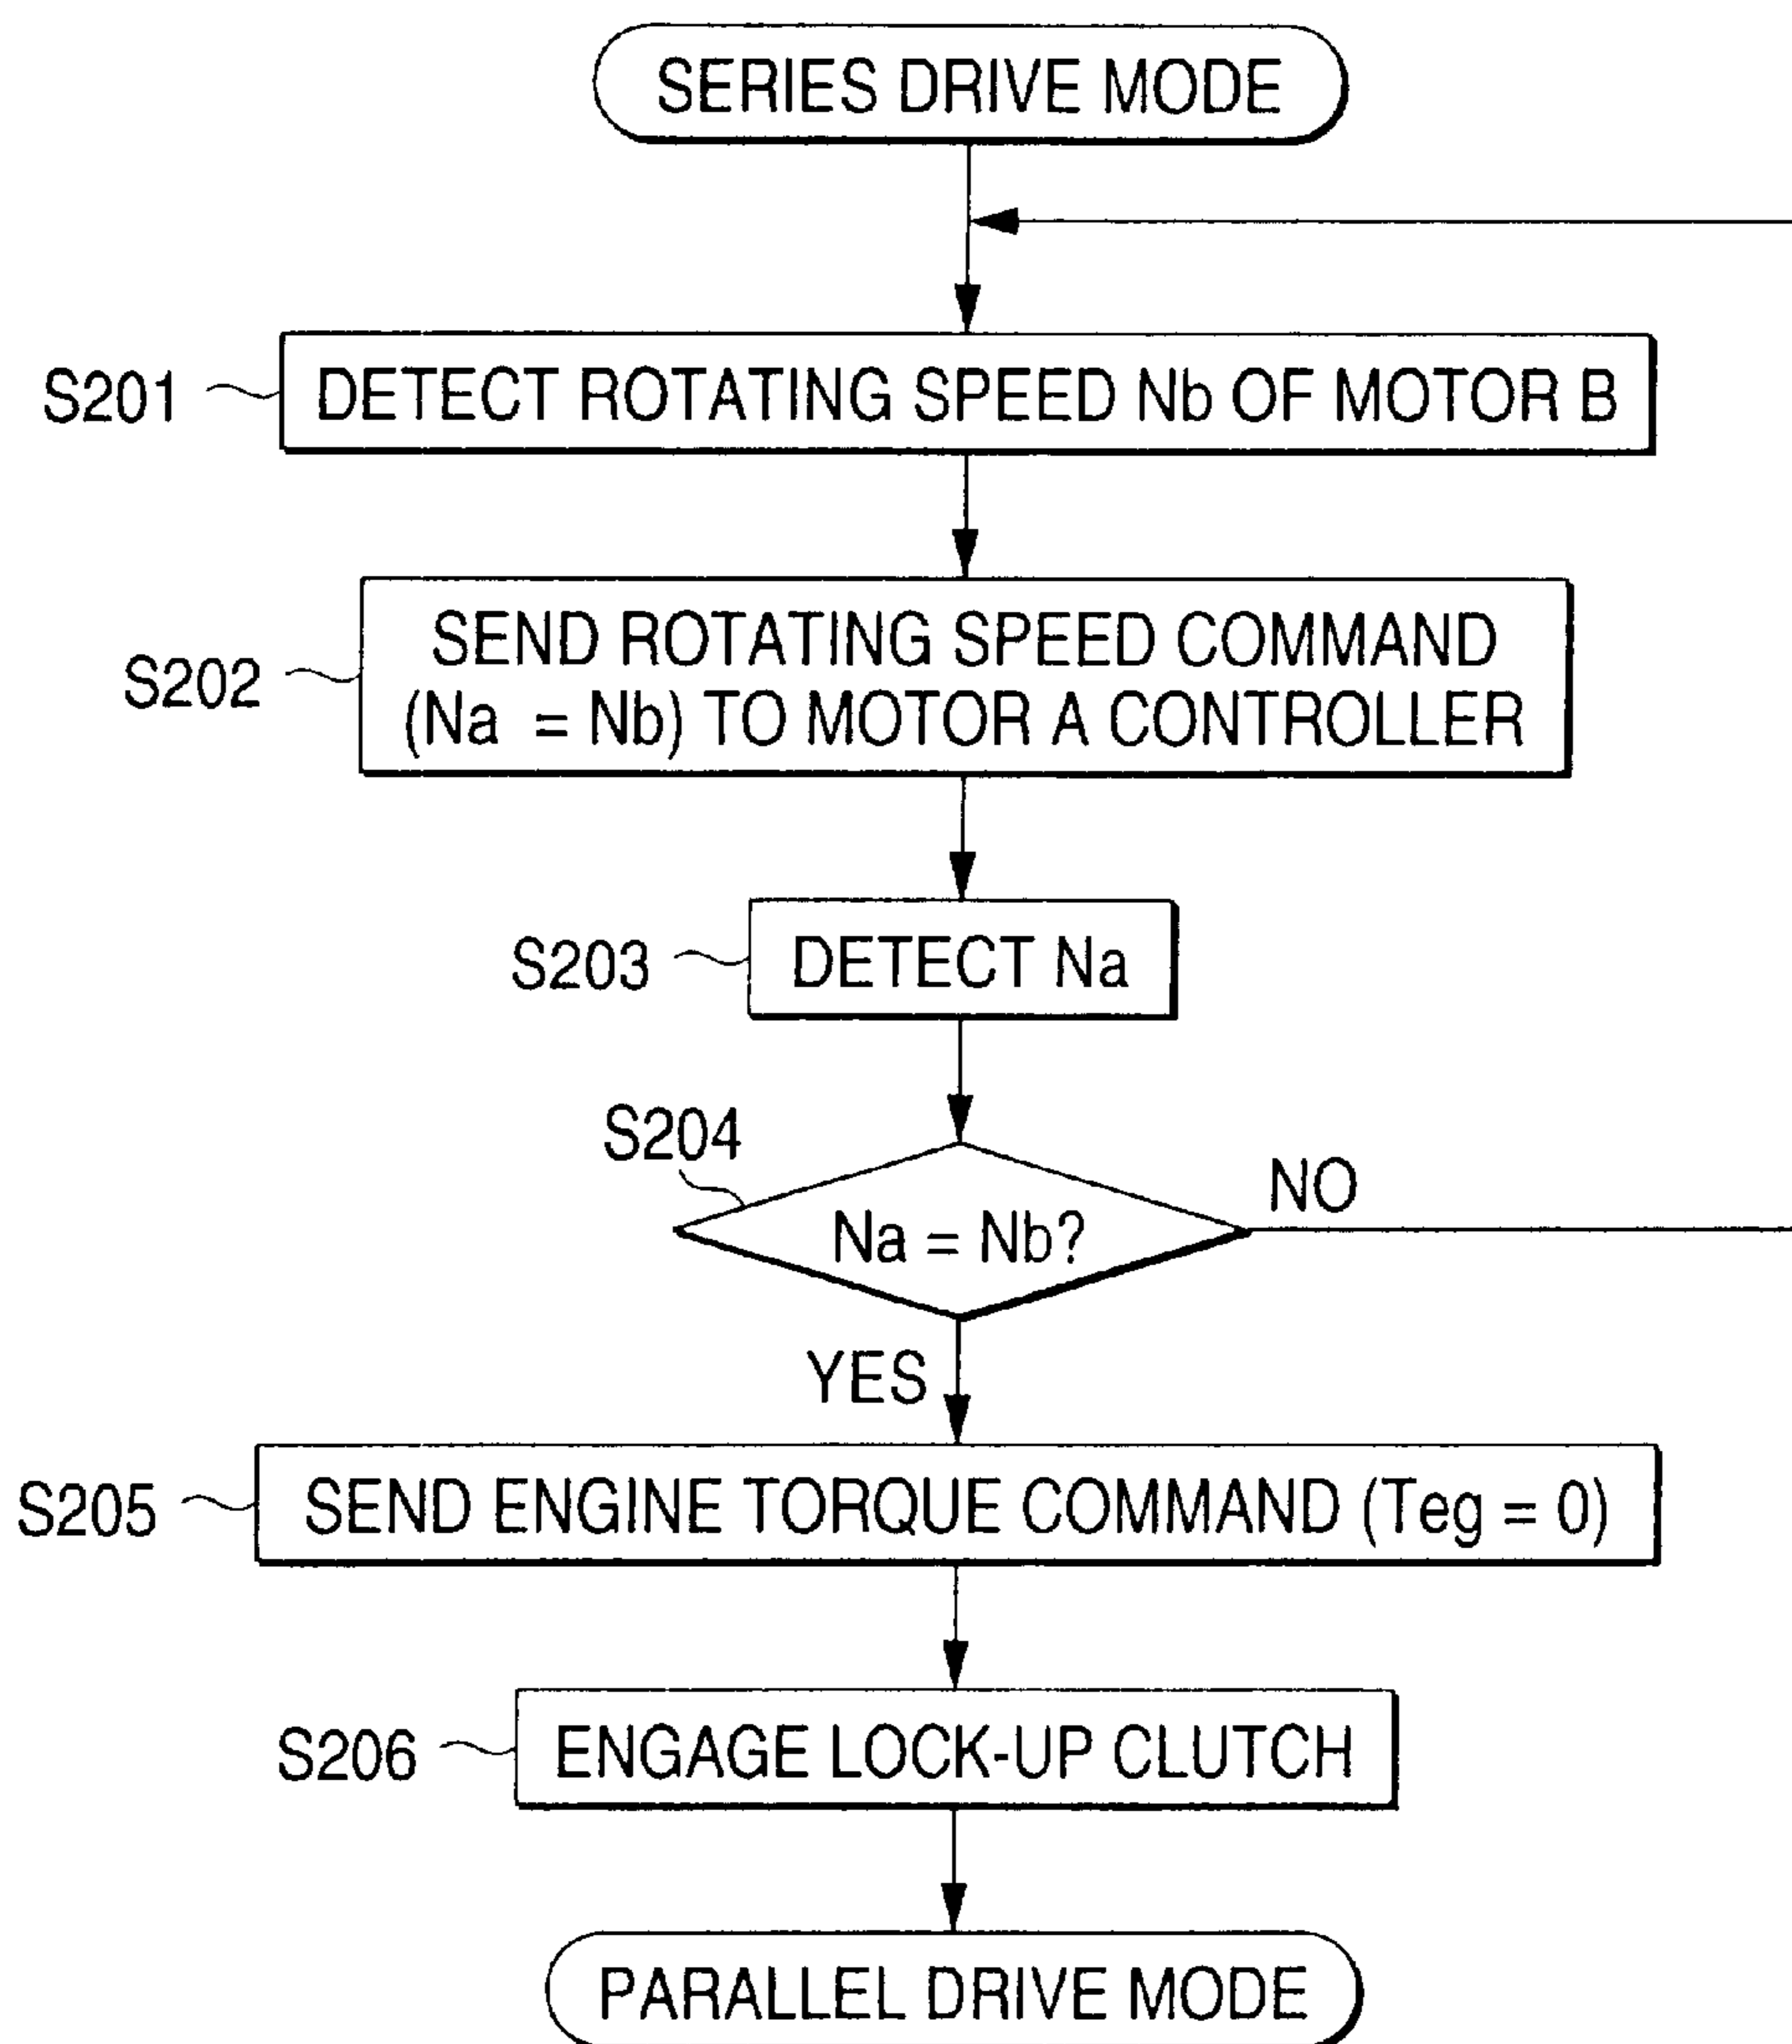 SERIES DRIVE MODE
S201
DETECT ROTATING SPEED Nb OF MOTOR B
S202
SEND ROTATING SPEED COMMAND
(Na = Nb) TO MOTOR A CONTROLLER
S203
DETECT Na
S204
Na = Nb?
NO
YES
S205
SEND ENGINE TORQUE COMMAND (Teg = 0)
S206
ENGAGE LOCK-UP CLUTCH
PARALLEL DRIVE MODE